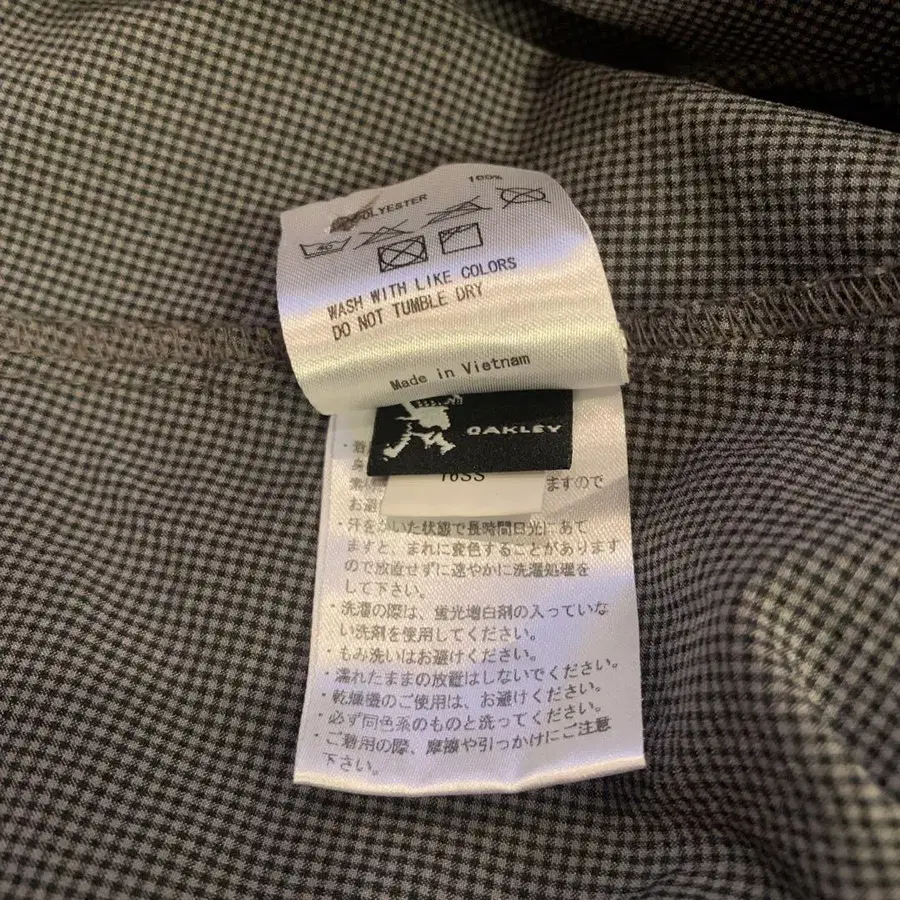 POLYESTER 100%
40
WASH WITH LIKE COLORS
DO NOT TUMBLE DRY
Made in Vietnam
OAKLEY
16SS
・着
ますので
お避
・汗をかいた状態で長時間日光にあて
ますと、まれに変色することがあります
ので放置せずに速やかに洗濯処理を
して下さい。
・洗濯の際は、蛍光増白剤の入っていな
い洗剤を使用してください。
・もみ洗いはお避けください。
・濡れたままの放置はしないでください。
・乾燥機のご使用は、お避けください。
・必ず同色系のものと洗ってください。
・ご着用の際、摩擦や引っかけにご注意
下さい。